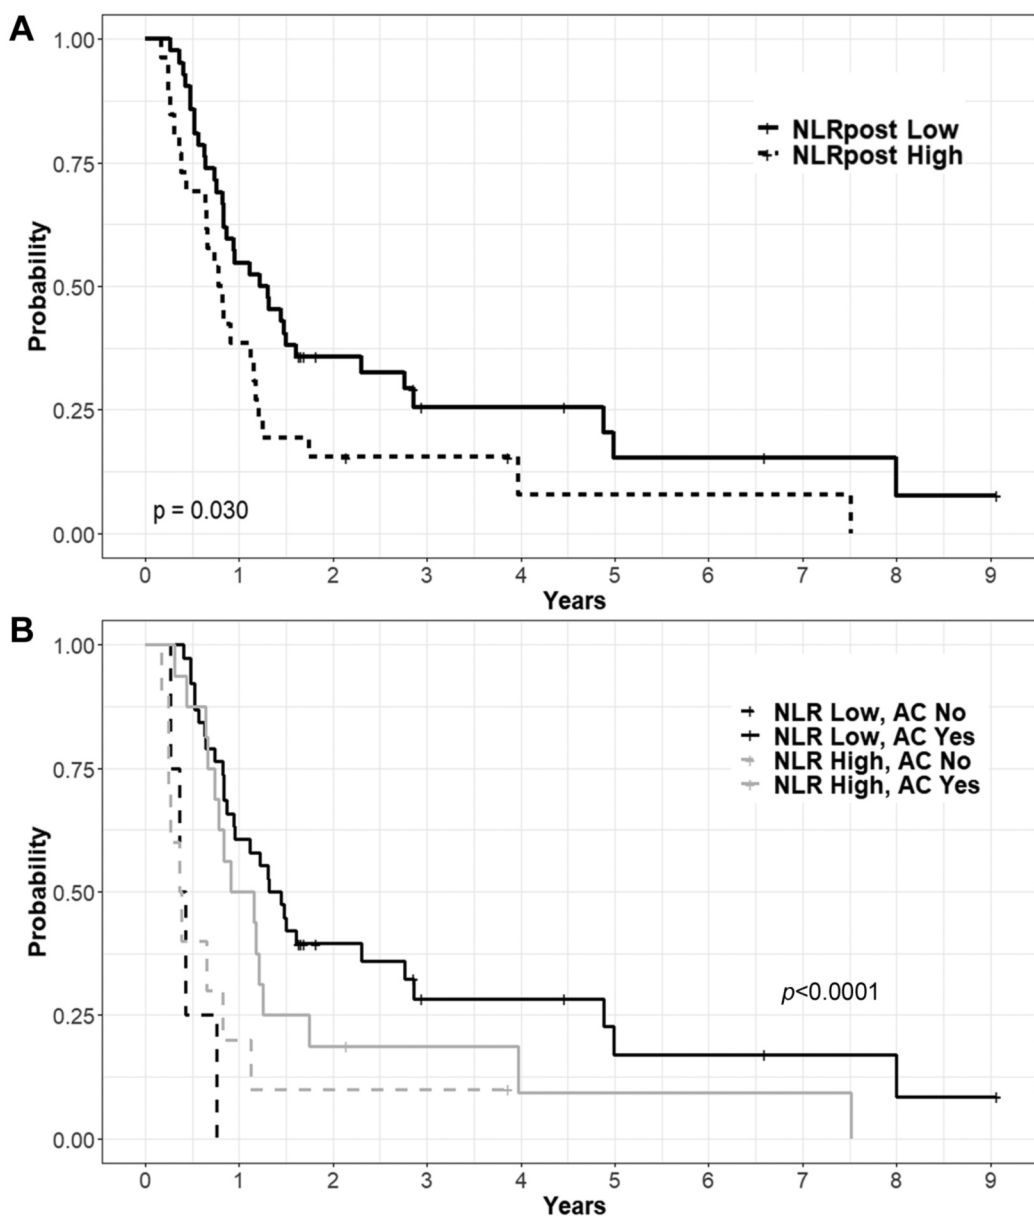 A
1.00
0.75
0.50
0.25
0.00
Probability
NLRpost Low
NLRpost High
p = 0.030
0 1 2 3 4 5 6 7 8 9
Years
B
1.00
0.75
0.50
0.25
0.00
Probability
NLR Low, AC No
NLR Low, AC Yes
NLR High, AC No
NLR High, AC Yes
p<0.0001
0 1 2 3 4 5 6 7 8 9
Years